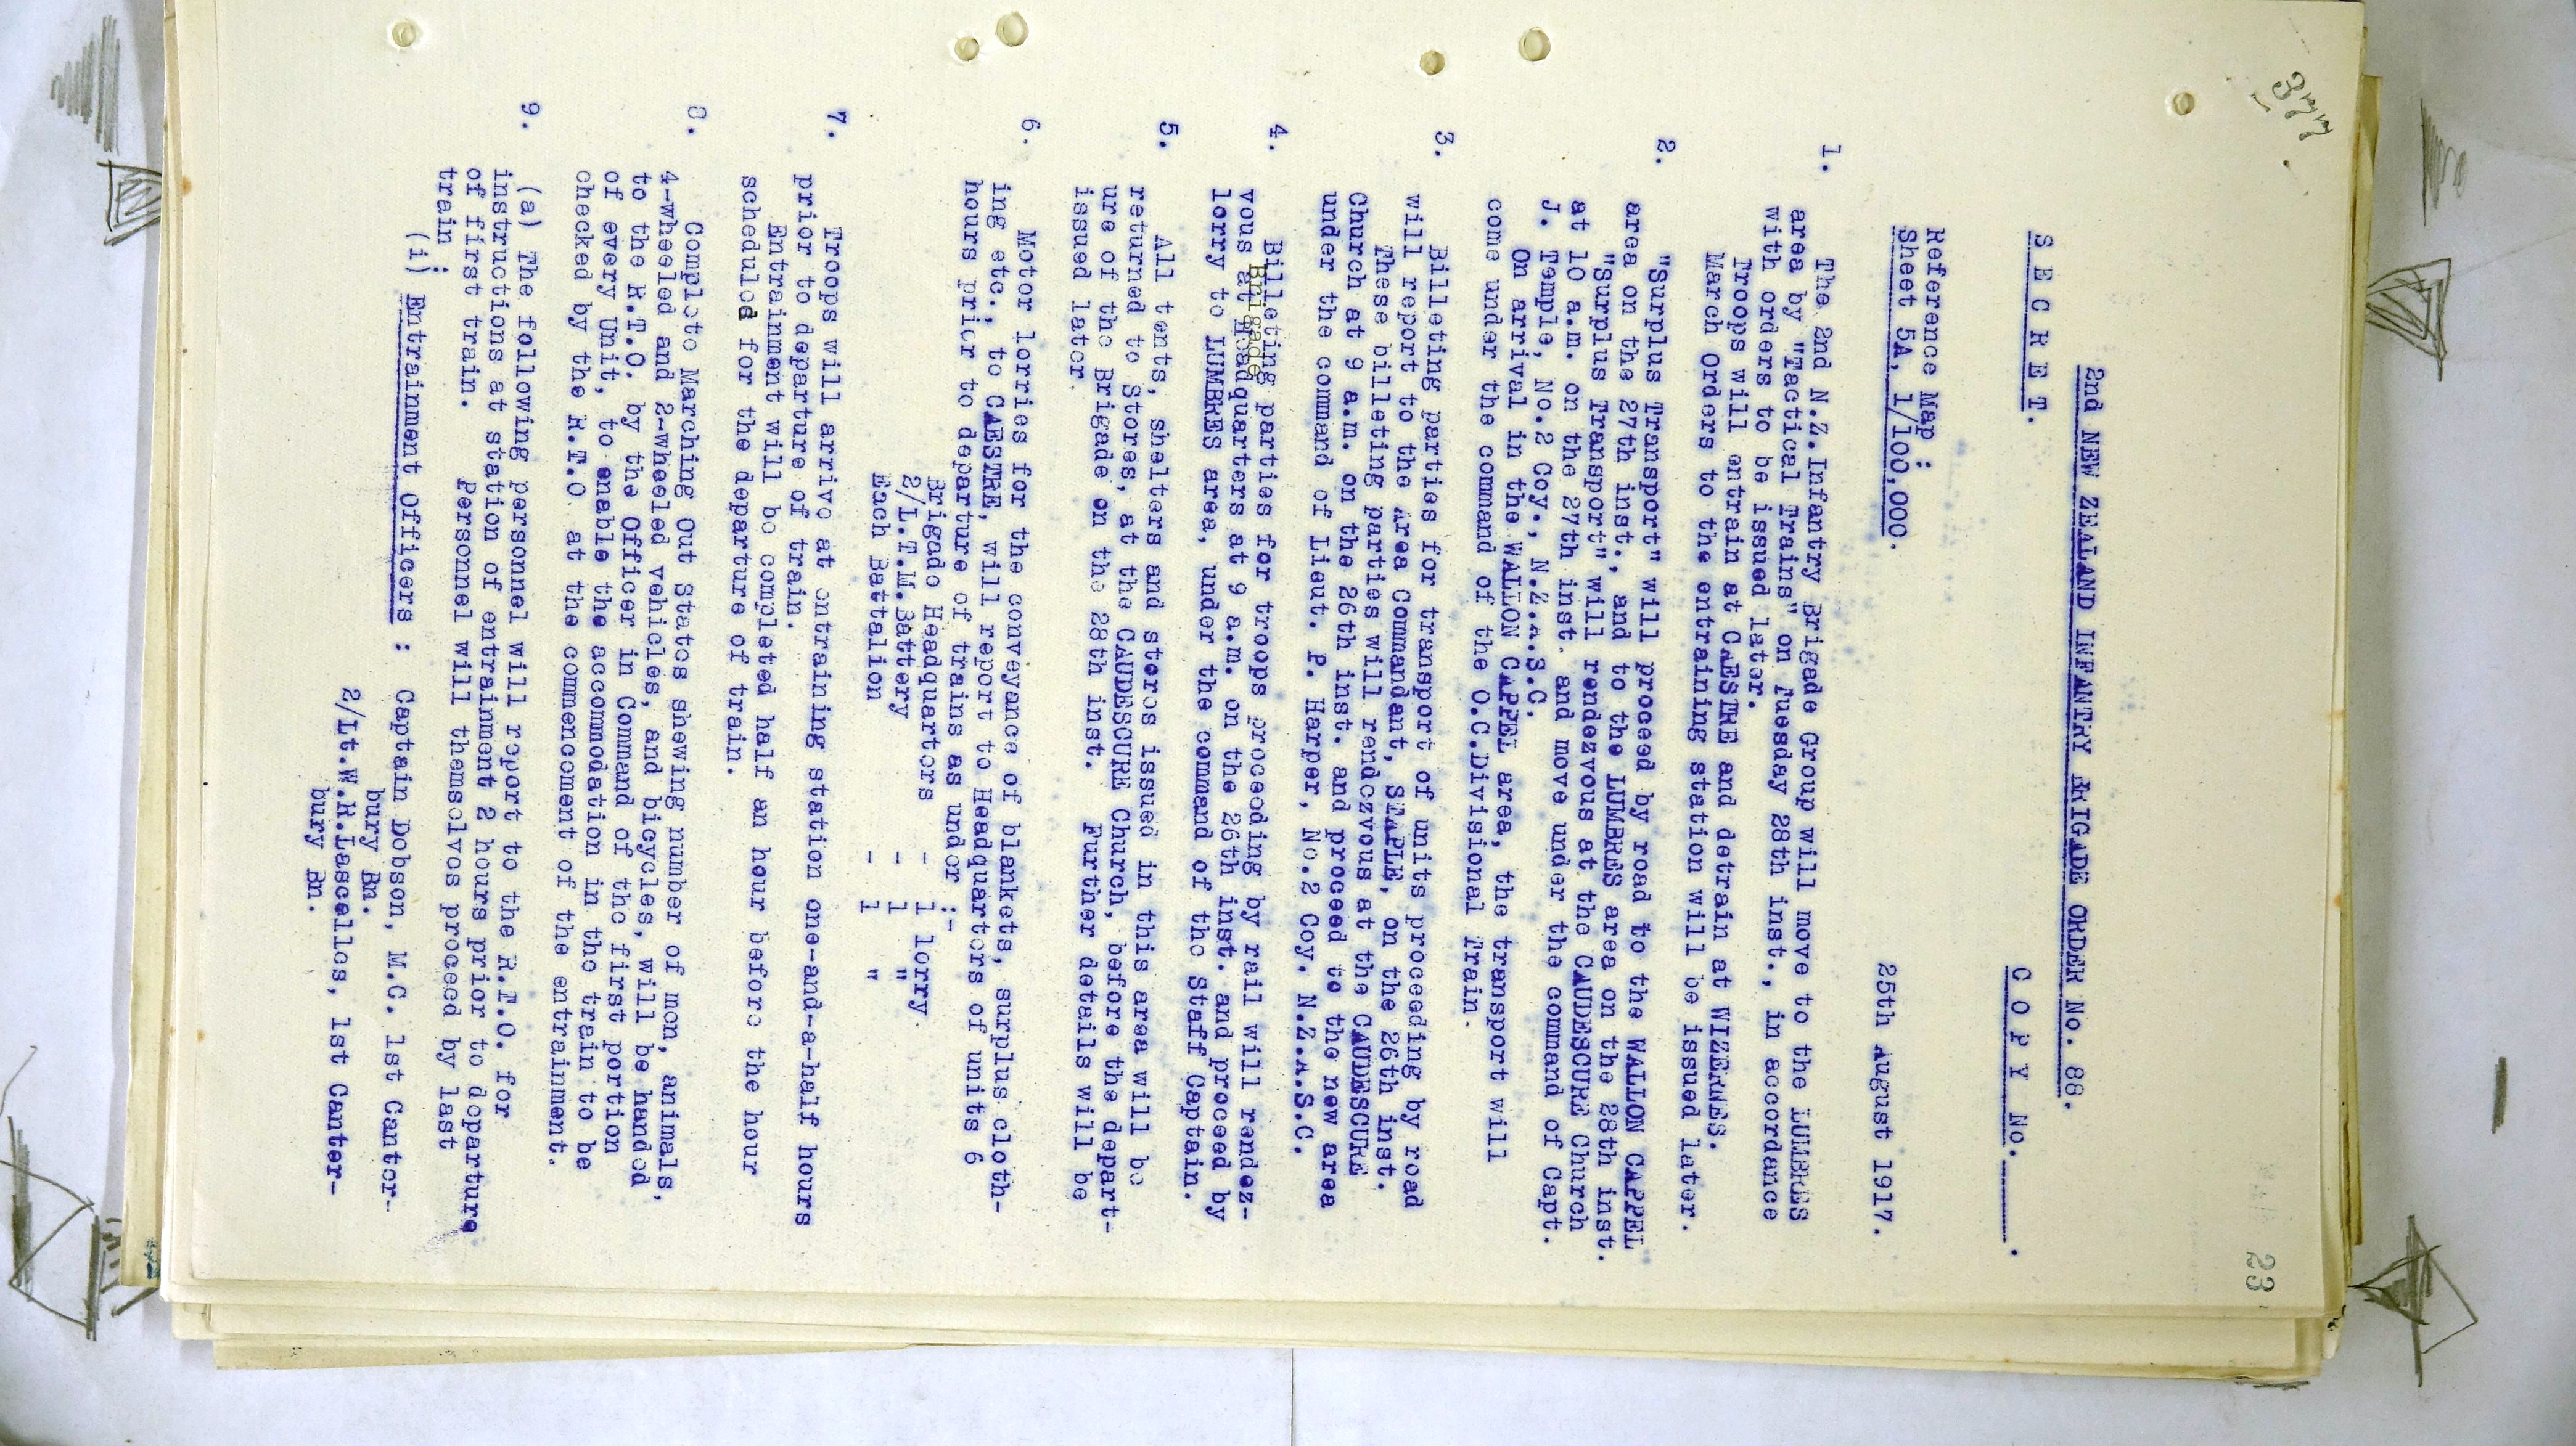 377
23
2nd NEW ZEALAND INFANTRY BRIGADE ORDER No. 88.
S E C R E T.
C O P Y No.______.
Reference Map :
Sheet 5A, 1/100,000.
25th August 1917.
1. The 2nd N.Z.Infantry Brigade Group will move to the LUMBRES
area by "Tactical Trains" on Tuesday 28th inst., in accordance
with orders to be issued later.
Troops will entrain at CAESTRE and detrain at WIZERNES.
March Orders to the entraining station will be issued later.
2. "Surplus Transport" will proceed by road to the WALLON CAPPEL
area on the 27th inst., and to the LUMBRES area on the 28th inst.
"Surplus Transport" will rendezvous at the CAUDESCURE Church
at 10 a.m. on the 27th inst. and move under the command of Capt.
J. Temple, No.2 Coy., N.Z.A.S.C.
On arrival in the WALLON CAPPEL area, the transport will
come under the command of the O.C.Divisional Train.
3. Billeting parties for transport of units proceeding by road
will report to the Area Commandant, STAPLE, on the 26th inst.
These billeting parties will rendezvous at the CAUDESCURE
Church at 9 a.m. on the 26th inst. and proceed to the new area
under the command of Lieut. P. Harper, No.2 Coy. N.Z.A.S.C.
4. Billeting parties for troops proceeding by rail will rendez-
Brigade
vous at Headquarters at 9 a.m. on the 26th inst. and proceed by
lorry to LUMBRES area, under the command of the Staff Captain.
5. All tents, shelters and stores issued in this area will be
returned to Stores, at the CAUDESCURE Church, before the depart-
ure of the Brigade on the 28th inst. Further details will be
issued later.
6. Motor lorries for the conveyance of blankets, surplus cloth-
ing etc., to CAESTRE, will report to Headquarters of units 6
hours prior to departure of trains as under :-
Brigade Headquarters - 1 lorry.
2/L.T.M.Battery - 1 "
Each Battalion - 1 "
7. Troops will arrive at entraining station one-and-a-half hours
prior to departure of train.
Entrainment will be completed half an hour before the hour
scheduled for the departure of train.
8. Complete Marching Out States shewing number of men, animals,
4-wheeled and 2-wheeled vehicles, and bicycles, will be handed
to the R.T.O. by the Officer in Command of the first portion
of every Unit, to enable the accommodation in the train to be
checked by the R.T.O at the commencement of the entrainment.
9. (a) The following personnel will report to the R.T.O. for
instructions at station of entrainment 2 hours prior to departure
of first train. Personnel will themselves proceed by last
train :
(i) Entrainment Officers : Captain Dobson, M.C. 1st Canter-
bury Bn.
2/Lt.W.R.Lascelles, 1st Canter-
bury Bn.